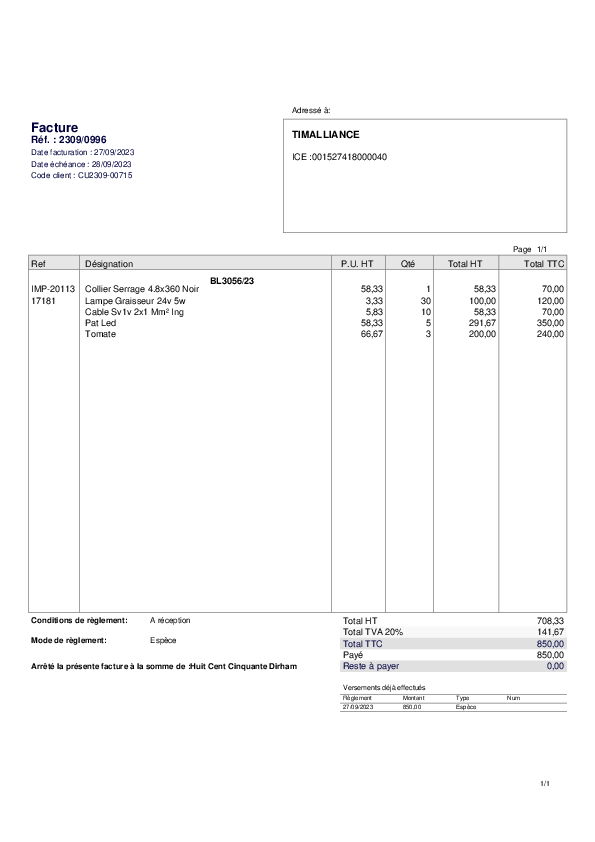 Adressé à:
Facture
Réf. : 2309/0996
Date facturation : 27/09/2023
Date échéance : 28/09/2023
Code client : CU2309-00715
TIMALLIANCE
ICE :001527418000040
Page 1/1
Ref Désignation P.U. HT Qté Total HT Total TTC
BL3056/23
IMP-20113 Collier Serrage 4.8x360 Noir 58,33 1 58,33 70,00
17181 Lampe Graisseur 24v 5w 3,33 30 100,00 120,00
Cable Sv1v 2x1 Mm² Ing 5,83 10 58,33 70,00
Pat Led 58,33 5 291,67 350,00
Tomate 66,67 3 200,00 240,00
Conditions de règlement: A réception
Mode de règlement: Espèce
Arrêté la présente facture à la somme de :Huit Cent Cinquante Dirham
Total HT 708,33
Total TVA 20% 141,67
Total TTC 850,00
Payé 850,00
Reste à payer 0,00
Versements déjà effectués
Règlement Montant Type Num
27/09/2023 850,00 Espèce
1/1